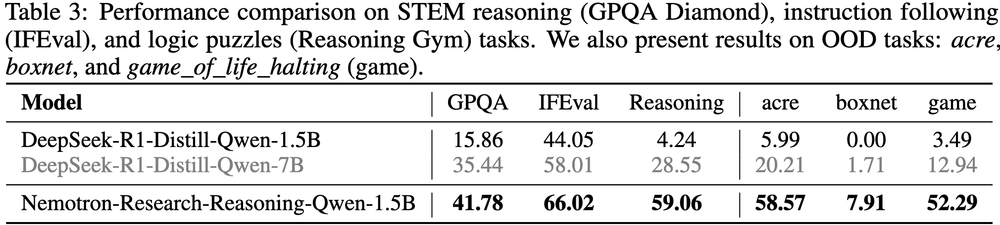 Table 3: Performance comparison on STEM reasoning (GPQA Diamond), instruction following
(IFEval), and logic puzzles (Reasoning Gym) tasks. We also present results on OOD tasks: acre,
boxnet, and game_of_life_halting (game).
Model GPQA IFEval Reasoning acre boxnet game
DeepSeek-R1-Distill-Qwen-1.5B 15.86 44.05 4.24 5.99 0.00 3.49
DeepSeek-R1-Distill-Qwen-7B 35.44 58.01 28.55 20.21 1.71 12.94
Nemotron-Research-Reasoning-Qwen-1.5B 41.78 66.02 59.06 58.57 7.91 52.29